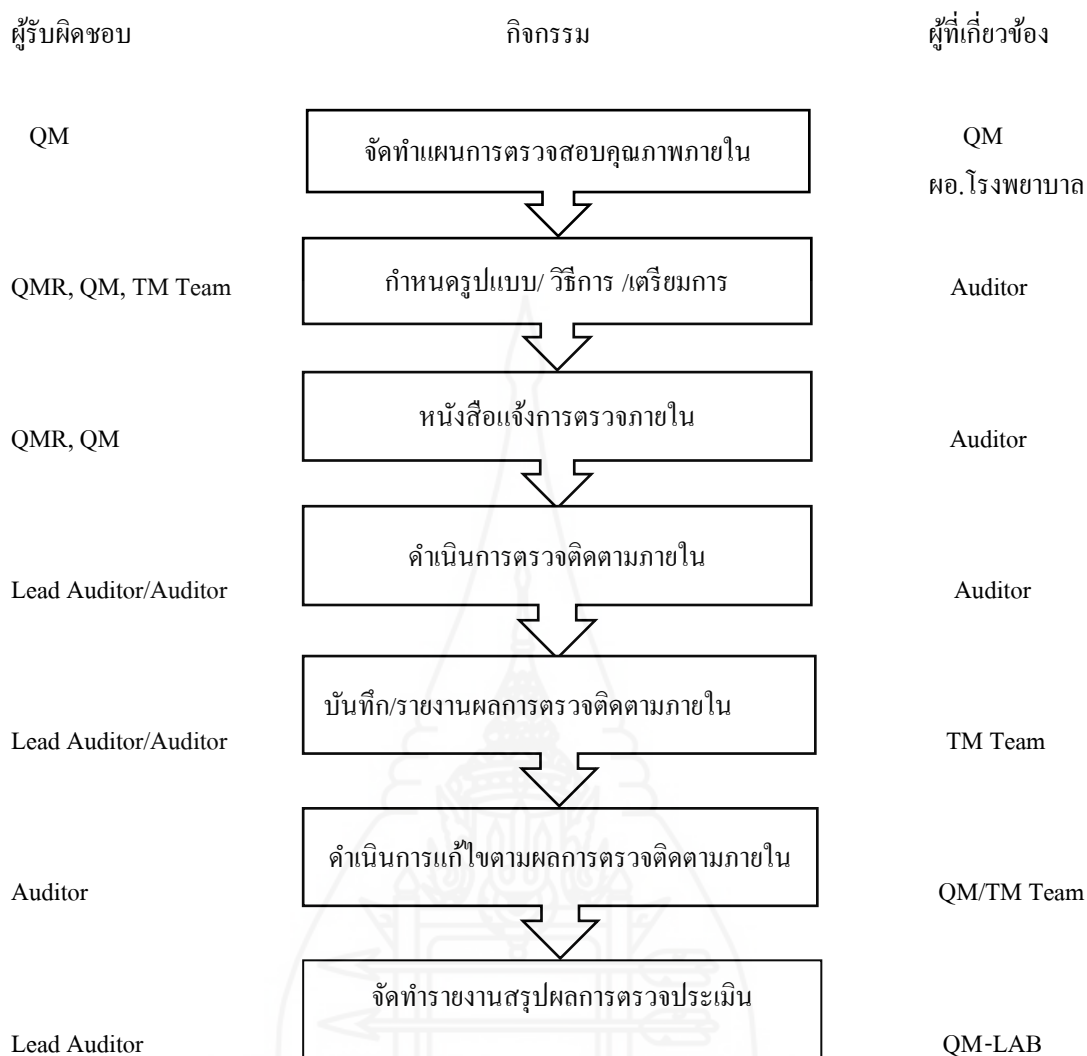 ผู้รับผิดชอบ กิจกรรม ผู้ที่เกี่ยวข้อง
QM จัดทำแผนการตรวจสอบคุณภาพภายใน QM
ผอ.โรงพยาบาล
QMR, QM, TM Team กำหนดรูปแบบ/ วิธีการ /เตรียมการ Auditor
หนังสือแจ้งการตรวจภายใน
QMR, QM Auditor
ดำเนินการตรวจติดตามภายใน
Lead Auditor/Auditor Auditor
บันทึก/รายงานผลการตรวจติดตามภายใน
Lead Auditor/Auditor TM Team
ดำเนินการแก้ไขตามผลการตรวจติดตามภายใน
Auditor QM/TM Team
จัดทำรายงานสรุปผลการตรวจประเมิน
Lead Auditor QM-LAB